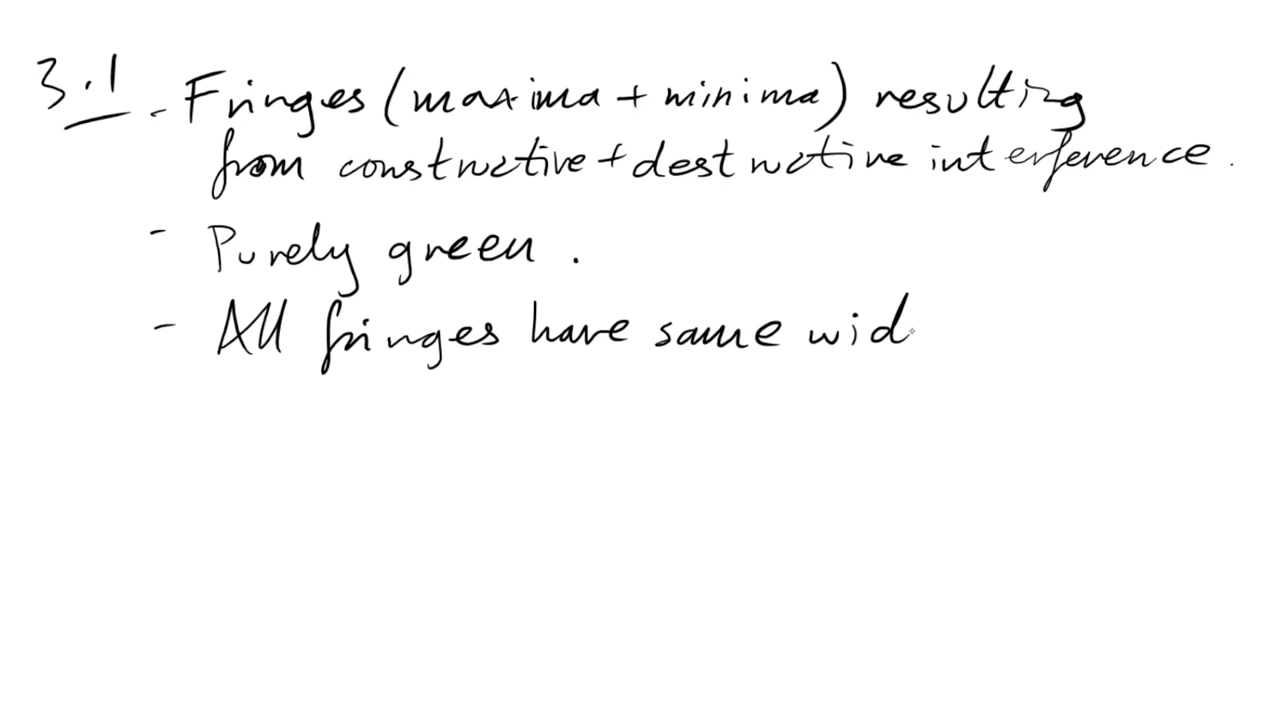 3.1 - Fringes (maxima + minima) resulting
from constructive + destructive interference.
- Purely green.
- All fringes have same wid